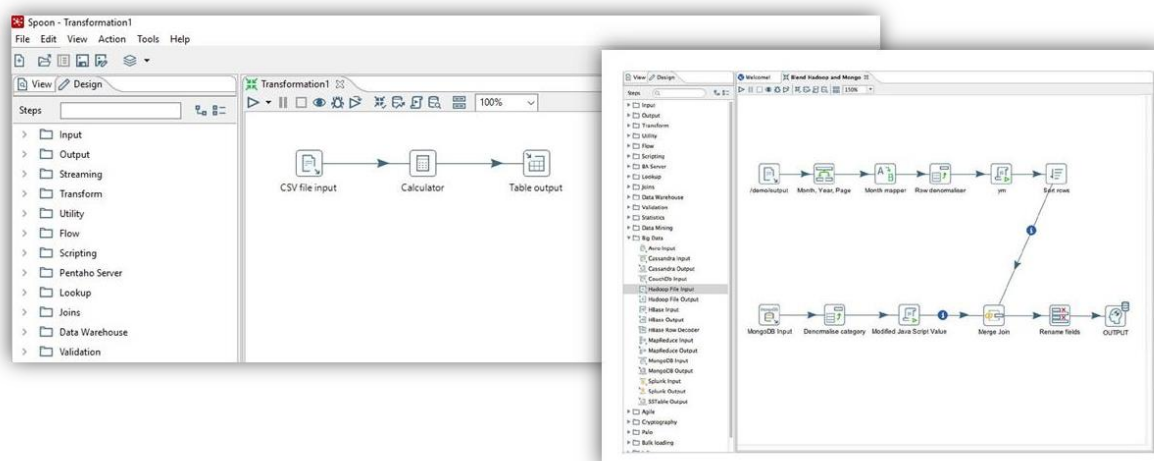 Spoon - Transformation1
File Edit View Action Tools Help
View Design
Steps
Input
Output
Streaming
Transform
Utility
Flow
Scripting
Pentaho Server
Lookup
Joins
Data Warehouse
Validation
Transformation1
100%
CSV file input Calculator Table output
View Design
Steps
Input
Output
Transform
Utility
Flow
Scripting
BA Server
Lookup
Joins
Data Warehouse
Validation
Statistics
Data Mining
Big Data
Avro Input
Cassandra Input
Cassandra Output
CouchDb Input
Hadoop File Input
Hadoop File Output
HBase Input
HBase Output
HBase Row Decoder
MapReduce Input
MapReduce Output
MongoDB Input
MongoDB Output
Splunk Input
Splunk Output
SSTable Output
Agile
Cryptography
Palo
Bulk loading
Welcome! Blend Hadoop and Mongo
150%
/demo/output Month, Year, Page Month mapper Row denormaliser ym Sort rows
MongoDB Input Denormalise category Modified Java Script Value Merge Join Rename fields OUTPUT